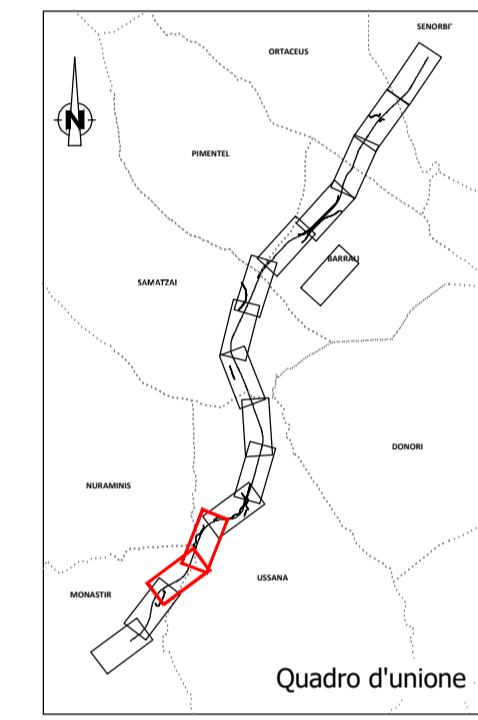 SENORBI'
ORTACEUS
N
PIMENTEL
BARRALI
SAMATZAI
DONORI
NURAMINIS
USSANA
MONASTIR
Quadro d'unione